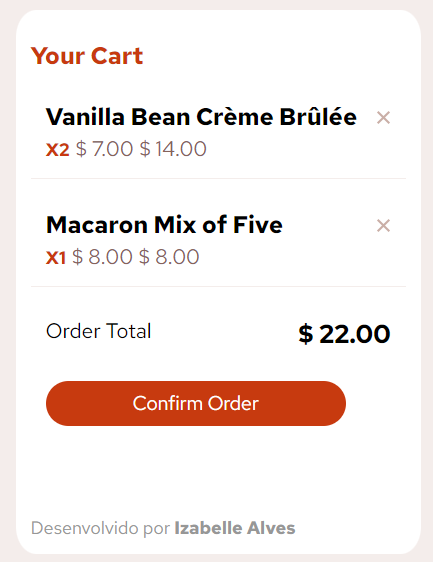 Your Cart
Vanilla Bean Crème Brûlée ×
X2 $ 7.00 $ 14.00
Macaron Mix of Five ×
X1 $ 8.00 $ 8.00
Order Total $ 22.00
Confirm Order
Desenvolvido por Izabelle Alves